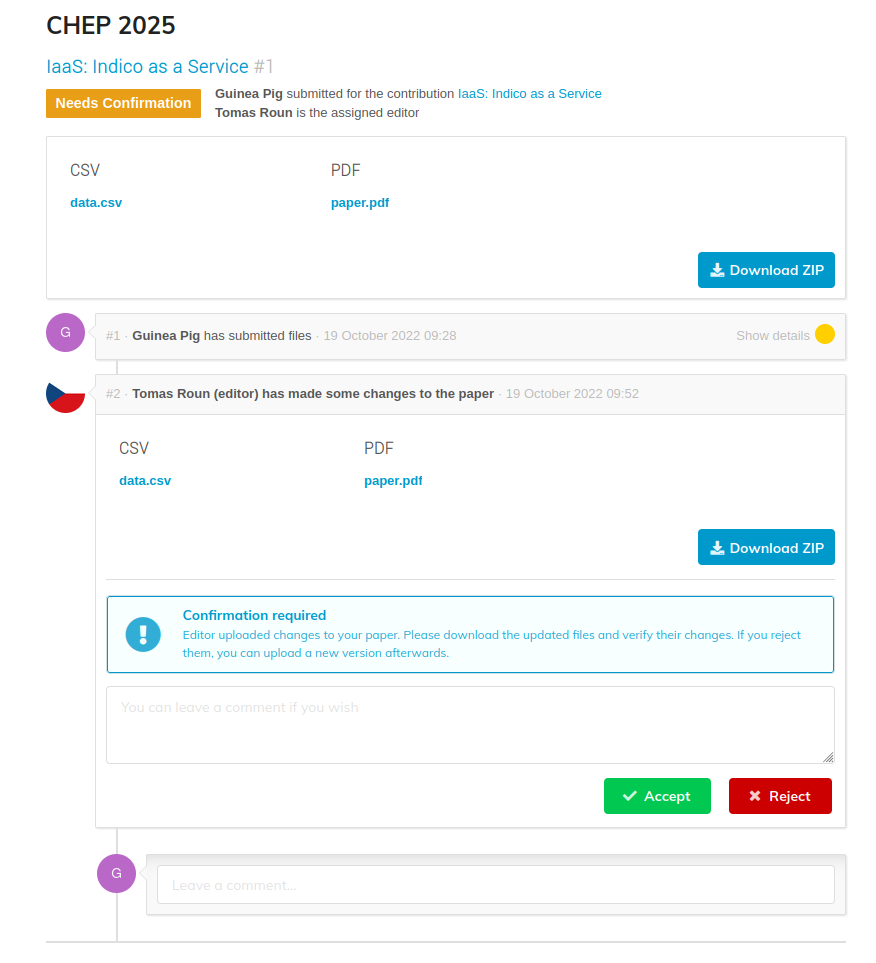 CHEP 2025
IaaS: Indico as a Service #1
Needs Confirmation
Guinea Pig submitted for the contribution IaaS: Indico as a Service
Tomas Roun is the assigned editor
CSV PDF
data.csv paper.pdf
Download ZIP
G
#1 · Guinea Pig has submitted files · 19 October 2022 09:28 Show details
#2 · Tomas Roun (editor) has made some changes to the paper · 19 October 2022 09:52
CSV PDF
data.csv paper.pdf
Download ZIP
Confirmation required
Editor uploaded changes to your paper. Please download the updated files and verify their changes. If you reject
them, you can upload a new version afterwards.
You can leave a comment if you wish
Accept Reject
G
Leave a comment...